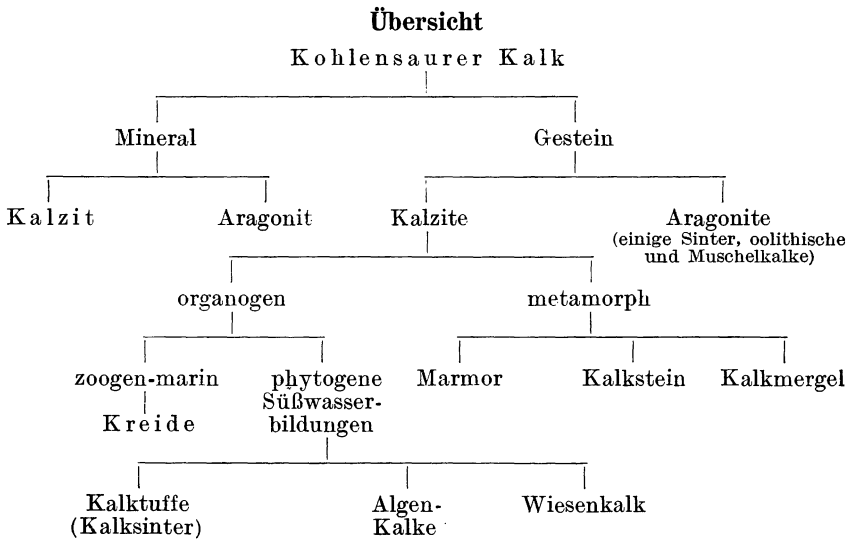 Übersicht
Kohlensaurer Kalk
Mineral Gestein
Kalzit Aragonit Kalzite Aragonite
(einige Sinter, oolithische
und Muschelkalke)
organogen metamorph
zoogen-marin phytogene Marmor Kalkstein Kalkmergel
Süßwasser-
Kreide bildungen
Kalktuffe Algen- Wiesenkalk
(Kalksinter) Kalke